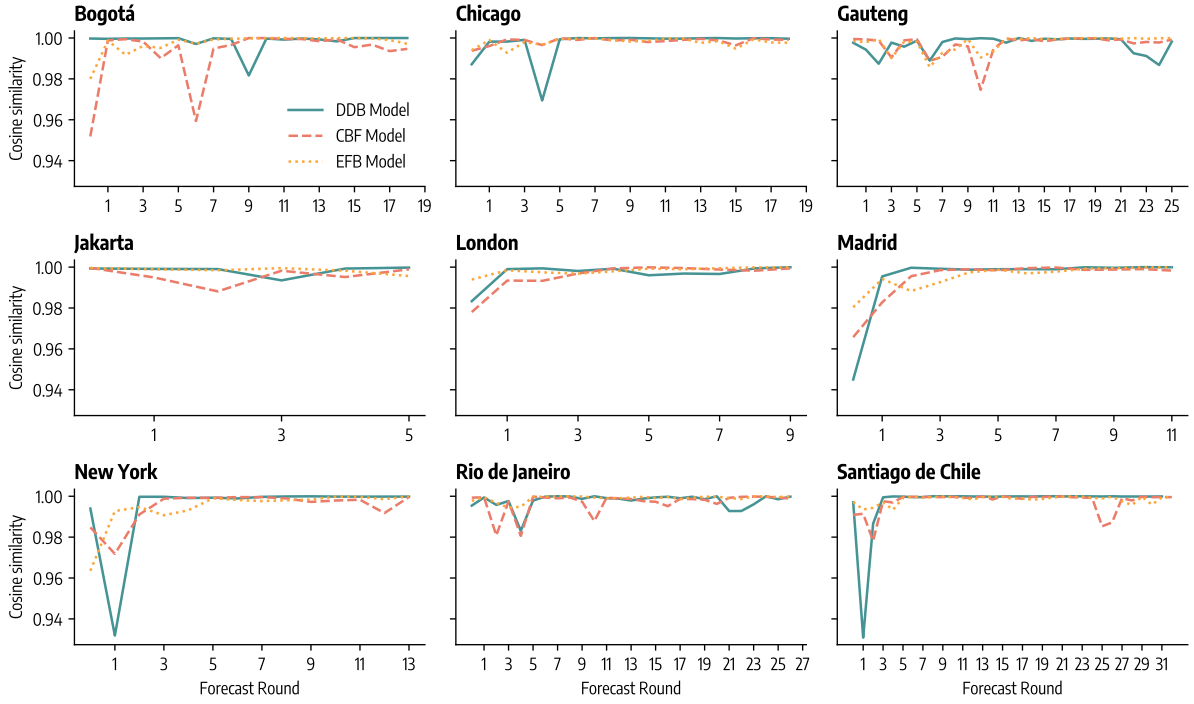 Bogotá
Chicago
Gauteng
Cosine similarity
1.00
0.98
0.96
0.94
DDB Model
CBF Model
EFB Model
1 3 5 7 9 11 13 15 17 19
1 3 5 7 9 11 13 15 17 19
1 3 5 7 9 11 13 15 17 19 21 23 25
Jakarta
London
Madrid
Cosine similarity
1.00
0.98
0.96
0.94
1 3 5
1 3 5 7 9
1 3 5 7 9 11
New York
Rio de Janeiro
Santiago de Chile
Cosine similarity
1.00
0.98
0.96
0.94
1 3 5 7 9 11 13
1 3 5 7 9 11 13 15 17 19 21 23 25 27
1 3 5 7 9 11 13 15 17 19 21 23 25 27 29 31
Forecast Round
Forecast Round
Forecast Round